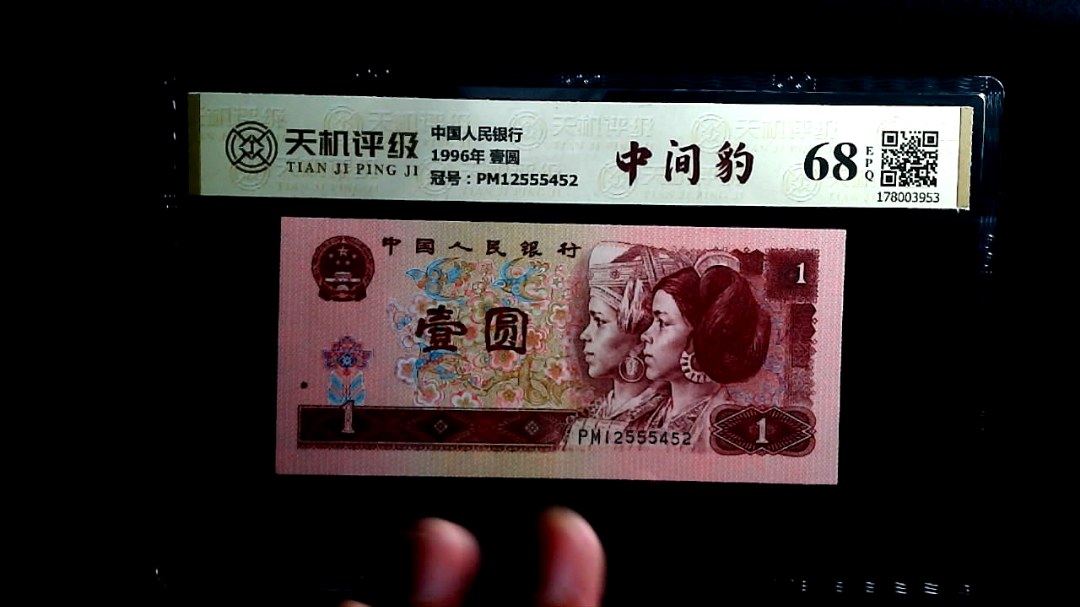 天机评级
TIAN JI PING JI
中国人民银行
1996年 壹圆
冠号：PM12555452
中间豹
68
EPQ
178003953
中国人民银行
1
壹圆
1
PM12555452
1